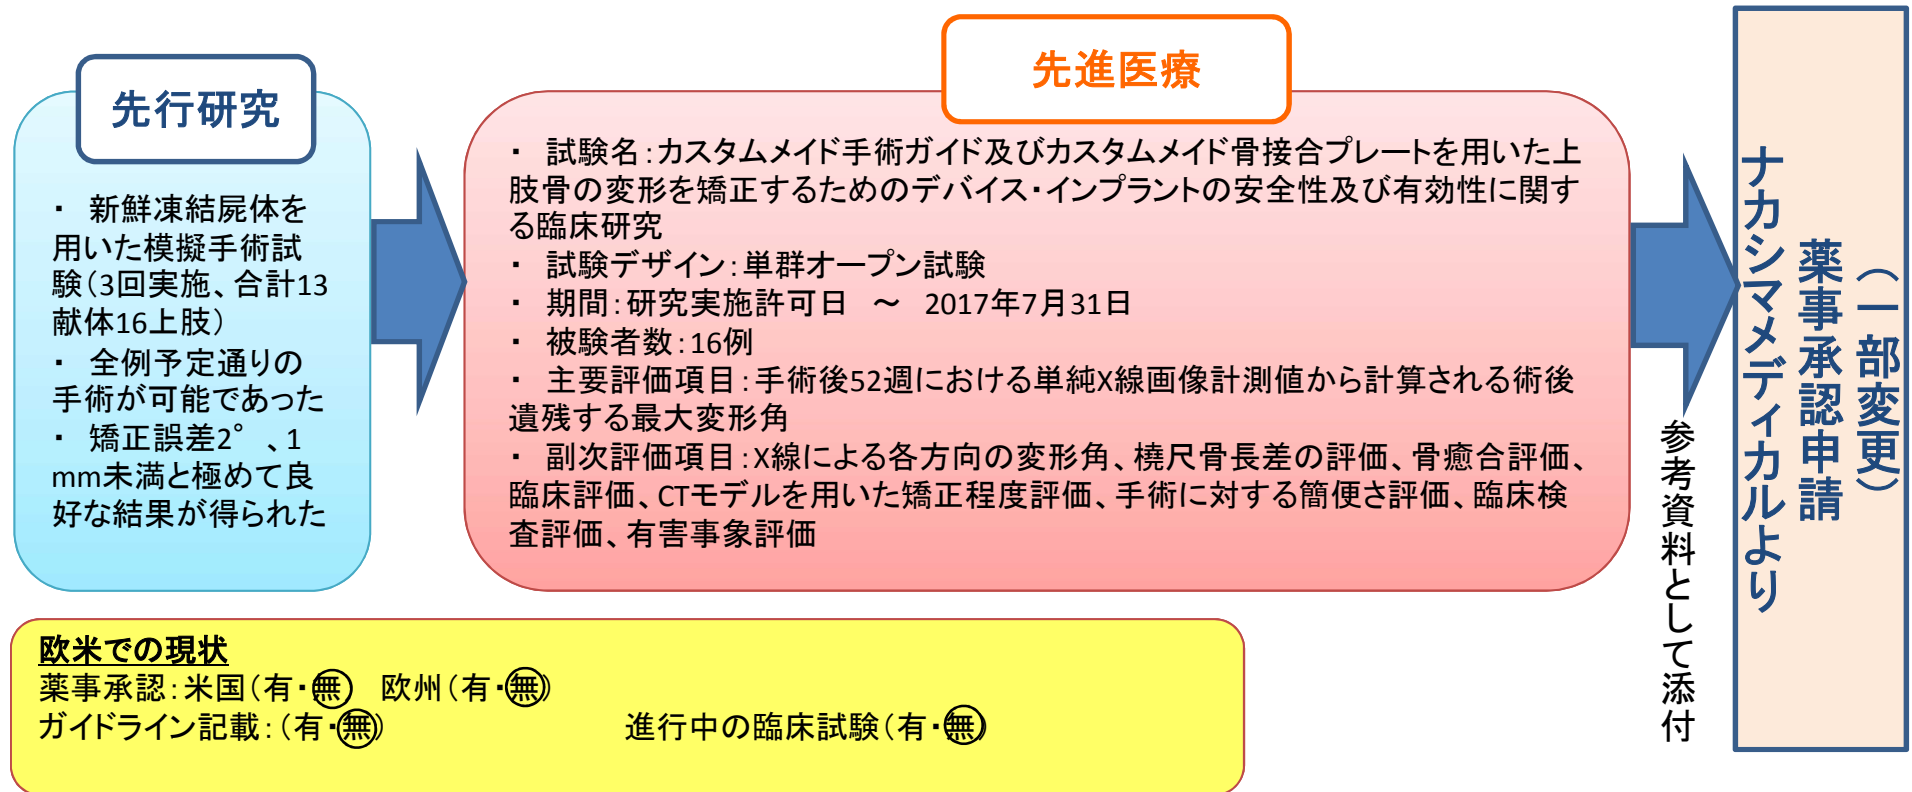 先行研究
・ 新鮮凍結屍体を
用いた模擬手術試
験(3回実施、合計13
献体16上肢)
・ 全例予定通りの
手術が可能であった
・ 矯正誤差2°、1
mm未満と極めて良
好な結果が得られた
先進医療
・ 試験名:カスタムメイド手術ガイド及びカスタムメイド骨接合プレートを用いた上
肢骨の変形を矯正するためのデバイス・インプラントの安全性及び有効性に関す
る臨床研究
・ 試験デザイン:単群オープン試験
・ 期間:研究実施許可日 ~ 2017年7月31日
・ 被験者数:16例
・ 主要評価項目:手術後52週における単純X線画像計測値から計算される術後
遺残する最大変形角
・ 副次評価項目:X線による各方向の変形角、橈尺骨長差の評価、骨癒合評価、
臨床評価、CTモデルを用いた矯正程度評価、手術に対する簡便さ評価、臨床検
査評価、有害事象評価
参考資料として添付
(一部変更)
薬事承認申請
ナカシマメディカルより
欧米での現状
薬事承認:米国(有・無) 欧州(有・無)
ガイドライン記載:(有・無) 進行中の臨床試験(有・無)